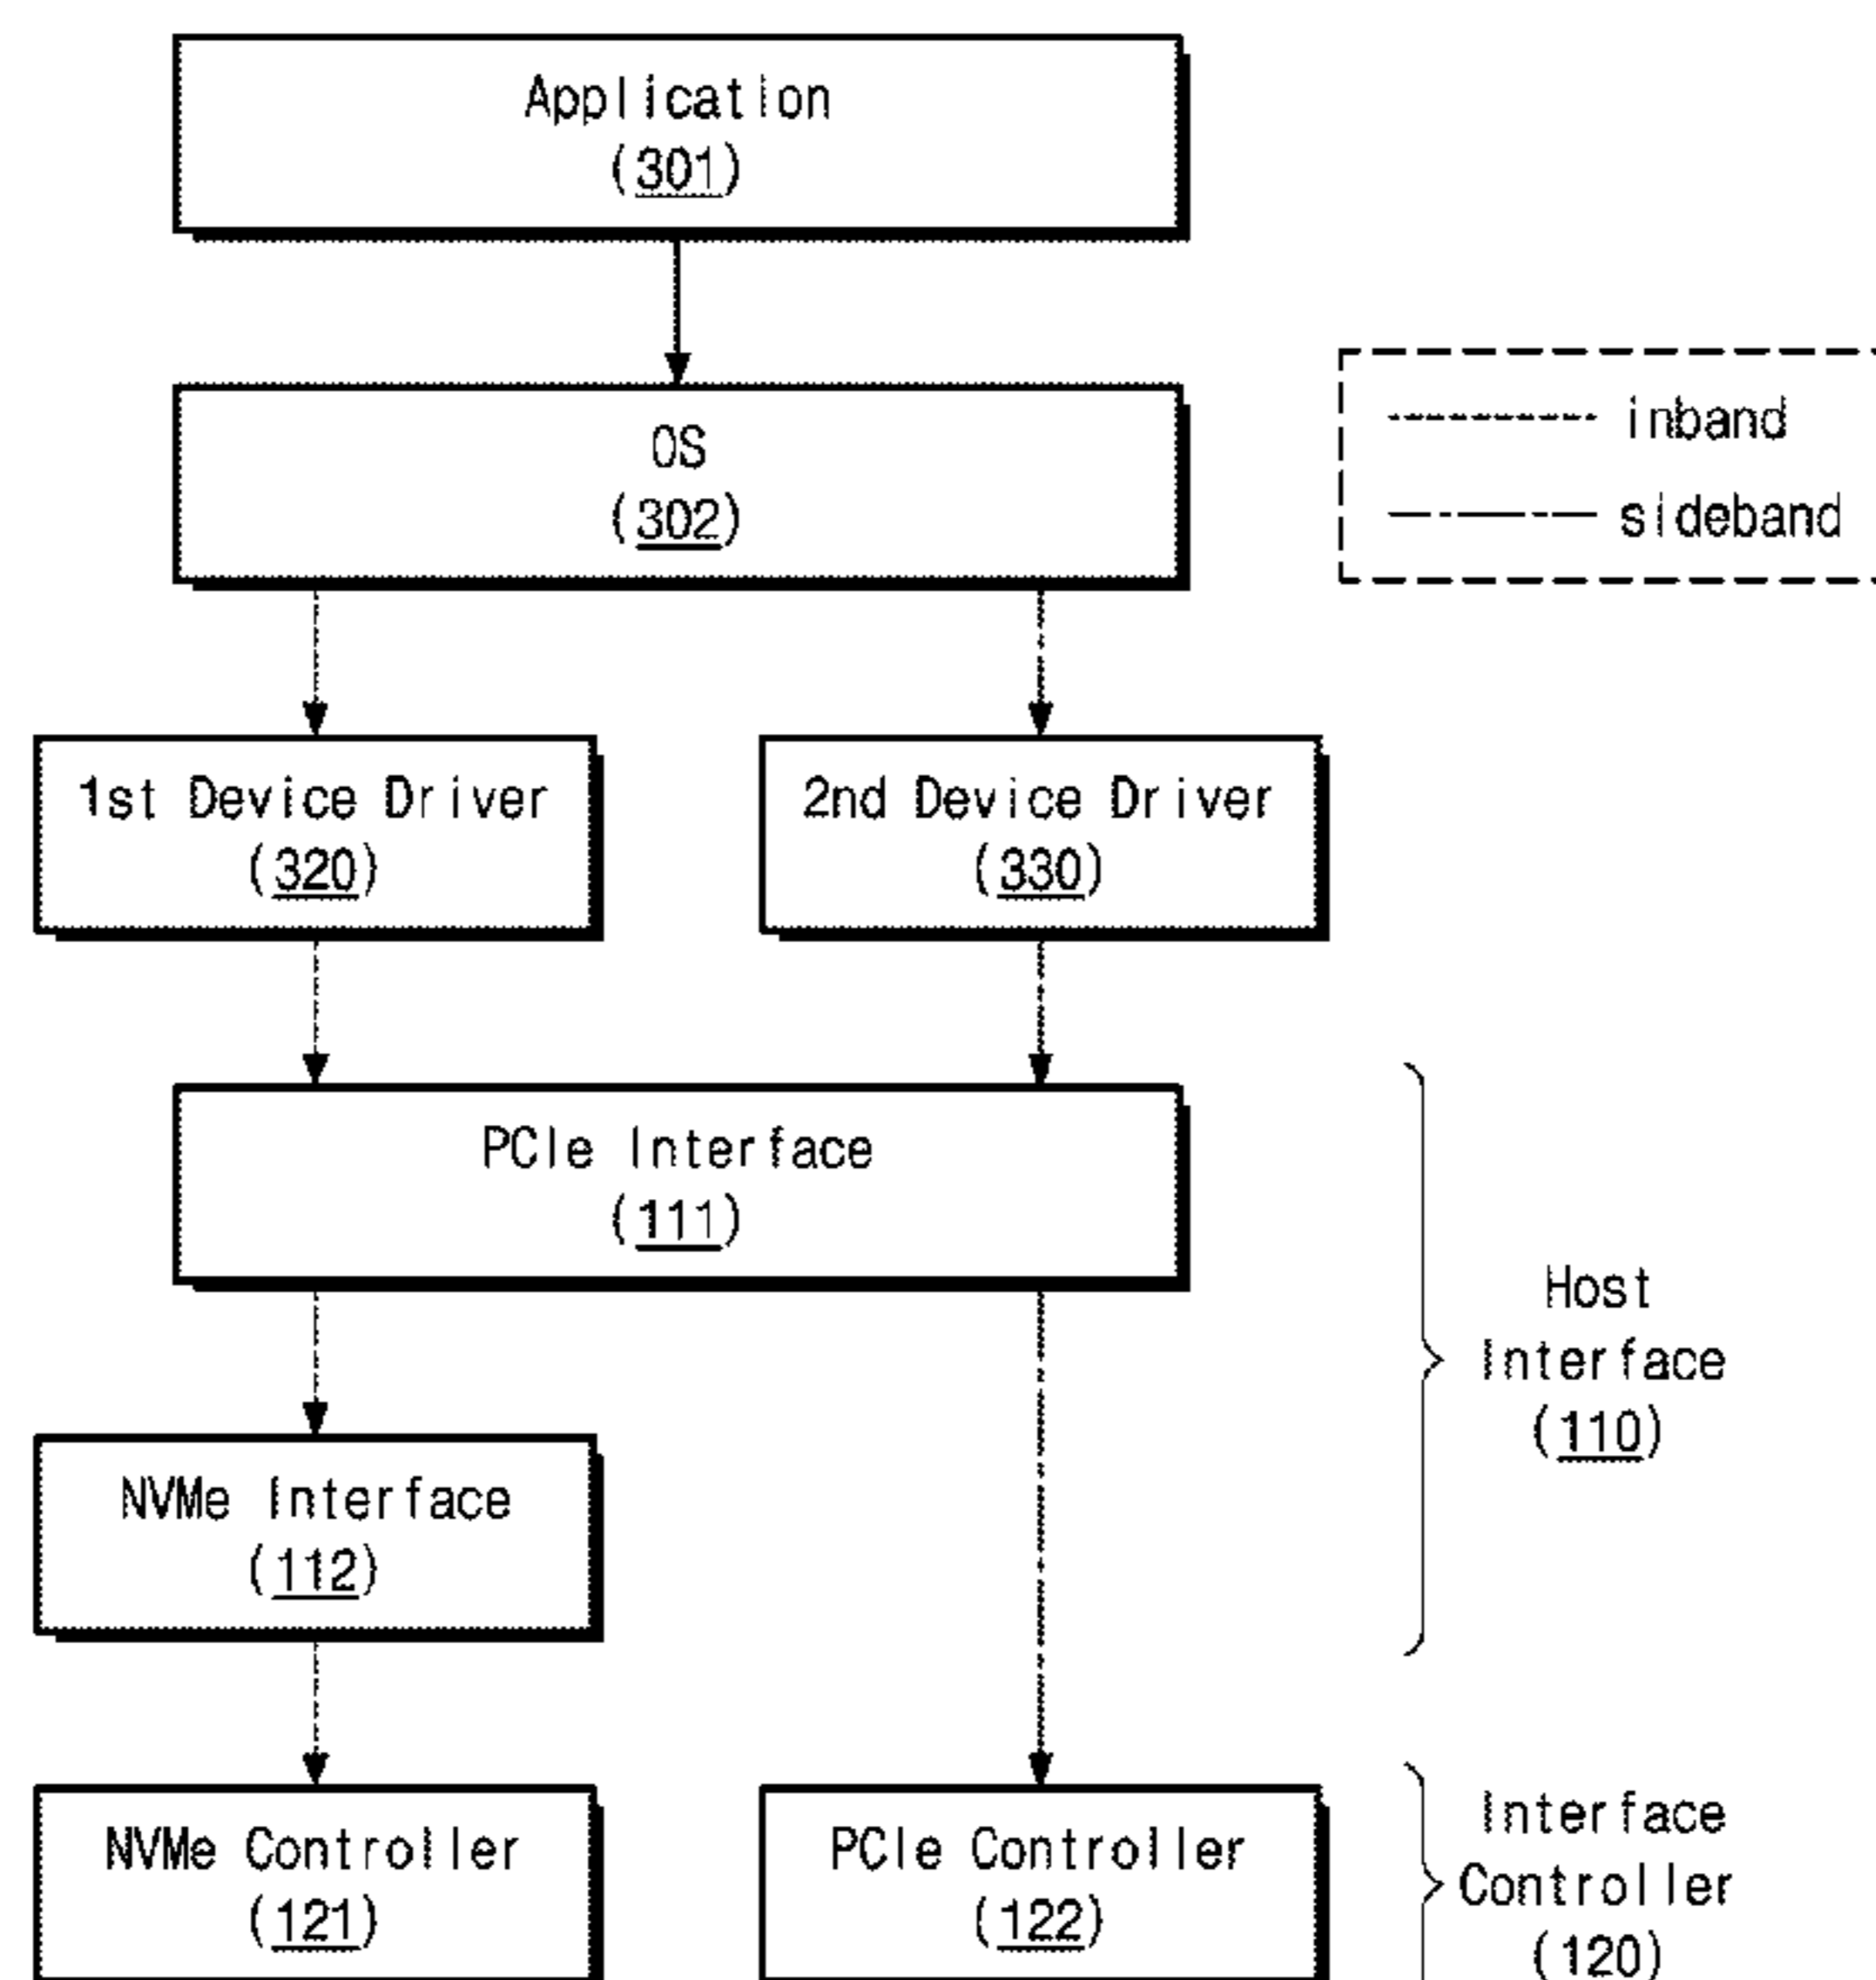 Application
(301)
OS
(302)
inband
sideband
1st Device Driver
(320)
2nd Device Driver
(330)
PCIe Interface
(111)
Host
Interface
(110)
NVMe Interface
(112)
NVMe Controller
(121)
PCIe Controller
(122)
Interface
Controller
(120)